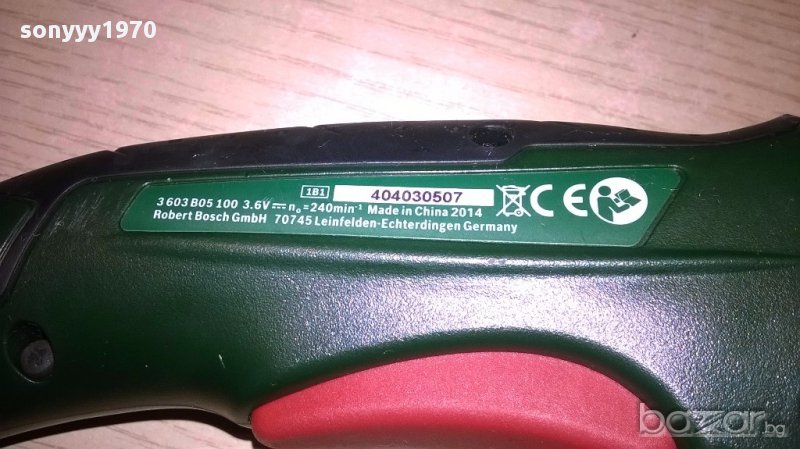 sonyyy1970
1B1 404030507
3 603 B05 100 3.6V⎓ n₀=240min⁻¹ Made in China 2014
Robert Bosch GmbH 70745 Leinfelden-Echterdingen Germany
CE
bazar.bg